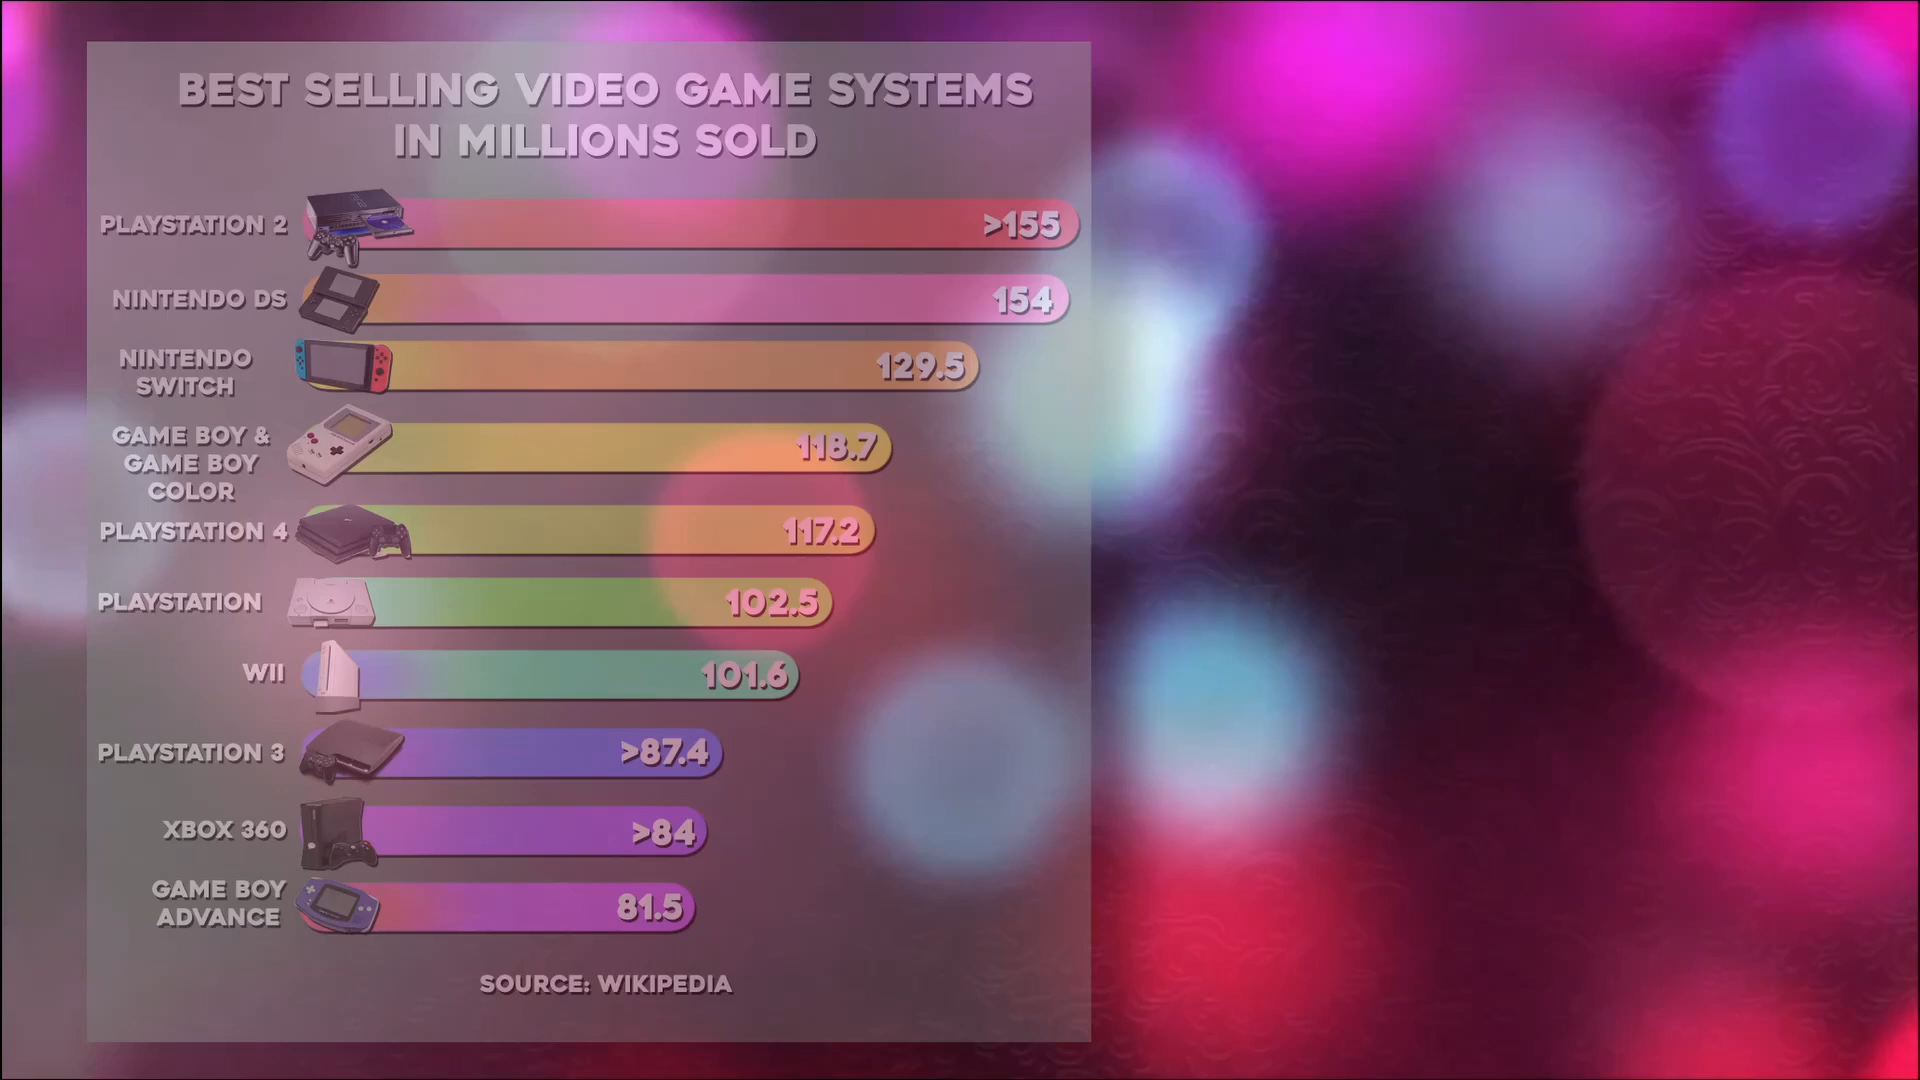 BEST SELLING VIDEO GAME SYSTEMS
IN MILLIONS SOLD
PLAYSTATION 2
>155
NINTENDO DS
154
NINTENDO
SWITCH
129.5
GAME BOY &
GAME BOY
COLOR
118.7
PLAYSTATION 4
117.2
PLAYSTATION
102.5
WII
101.6
PLAYSTATION 3
>87.4
XBOX 360
>84
GAME BOY
ADVANCE
81.5
SOURCE: WIKIPEDIA